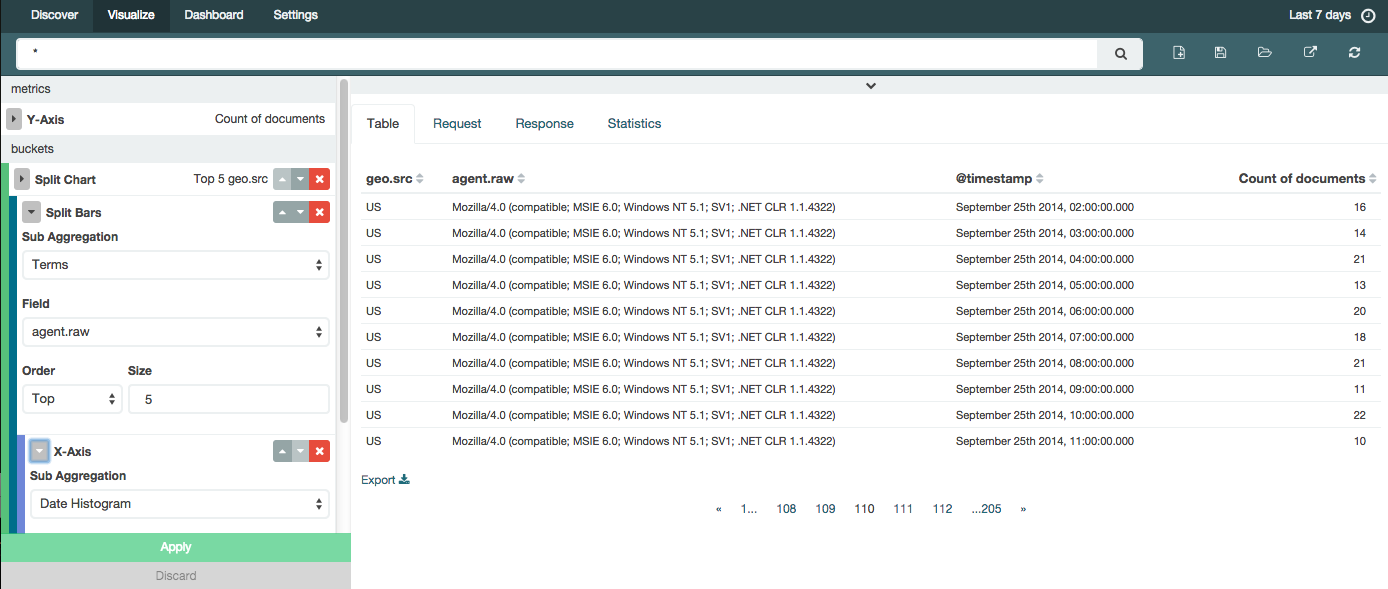 Discover Visualize Dashboard Settings Last 7 days
*
metrics
Y-Axis Count of documents
buckets
Split Chart Top 5 geo.src
Split Bars
Sub Aggregation
Terms
Field
agent.raw
Order Size
Top 5
X-Axis
Sub Aggregation
Date Histogram
Apply
Discard
Table Request Response Statistics
geo.src agent.raw @timestamp Count of documents
US Mozilla/4.0 (compatible; MSIE 6.0; Windows NT 5.1; SV1; .NET CLR 1.1.4322) September 25th 2014, 02:00:00.000 16
US Mozilla/4.0 (compatible; MSIE 6.0; Windows NT 5.1; SV1; .NET CLR 1.1.4322) September 25th 2014, 03:00:00.000 14
US Mozilla/4.0 (compatible; MSIE 6.0; Windows NT 5.1; SV1; .NET CLR 1.1.4322) September 25th 2014, 04:00:00.000 21
US Mozilla/4.0 (compatible; MSIE 6.0; Windows NT 5.1; SV1; .NET CLR 1.1.4322) September 25th 2014, 05:00:00.000 13
US Mozilla/4.0 (compatible; MSIE 6.0; Windows NT 5.1; SV1; .NET CLR 1.1.4322) September 25th 2014, 06:00:00.000 20
US Mozilla/4.0 (compatible; MSIE 6.0; Windows NT 5.1; SV1; .NET CLR 1.1.4322) September 25th 2014, 07:00:00.000 18
US Mozilla/4.0 (compatible; MSIE 6.0; Windows NT 5.1; SV1; .NET CLR 1.1.4322) September 25th 2014, 08:00:00.000 21
US Mozilla/4.0 (compatible; MSIE 6.0; Windows NT 5.1; SV1; .NET CLR 1.1.4322) September 25th 2014, 09:00:00.000 11
US Mozilla/4.0 (compatible; MSIE 6.0; Windows NT 5.1; SV1; .NET CLR 1.1.4322) September 25th 2014, 10:00:00.000 22
US Mozilla/4.0 (compatible; MSIE 6.0; Windows NT 5.1; SV1; .NET CLR 1.1.4322) September 25th 2014, 11:00:00.000 10
Export
« 1... 108 109 110 111 112 ...205 »